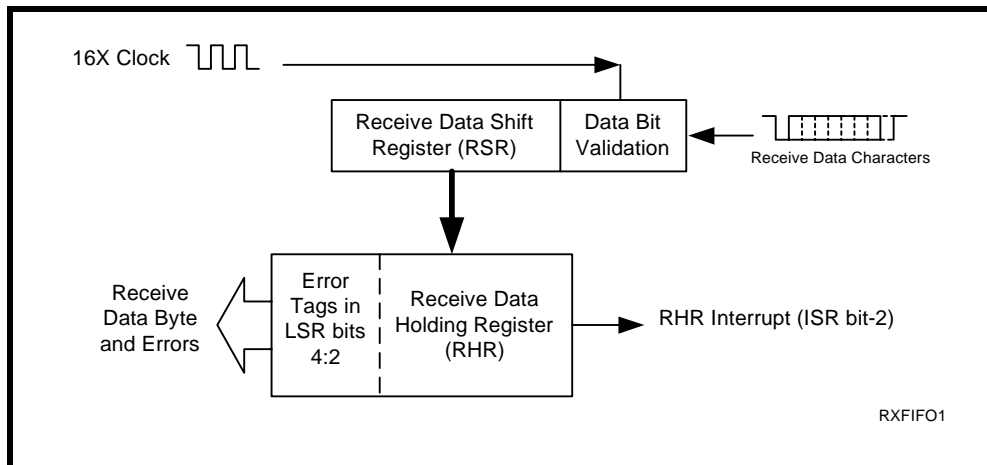 16X Clock
Receive Data Shift
Register (RSR)
Data Bit
Validation
Receive Data Characters
Receive
Data Byte
and Errors
Error
Tags in
LSR bits
4:2
Receive Data
Holding Register
(RHR)
RHR Interrupt (ISR bit-2)
RXFIFO1